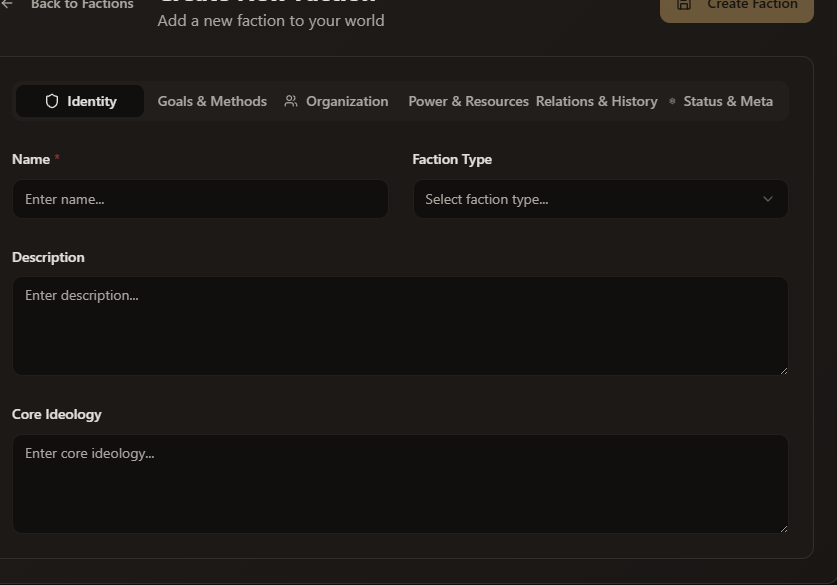 Back to Factions
Add a new faction to your world
Create Faction
Identity Goals & Methods Organization Power & Resources Relations & History Status & Meta
Name * Faction Type
Enter name... Select faction type...
Description
Enter description...
Core Ideology
Enter core ideology...